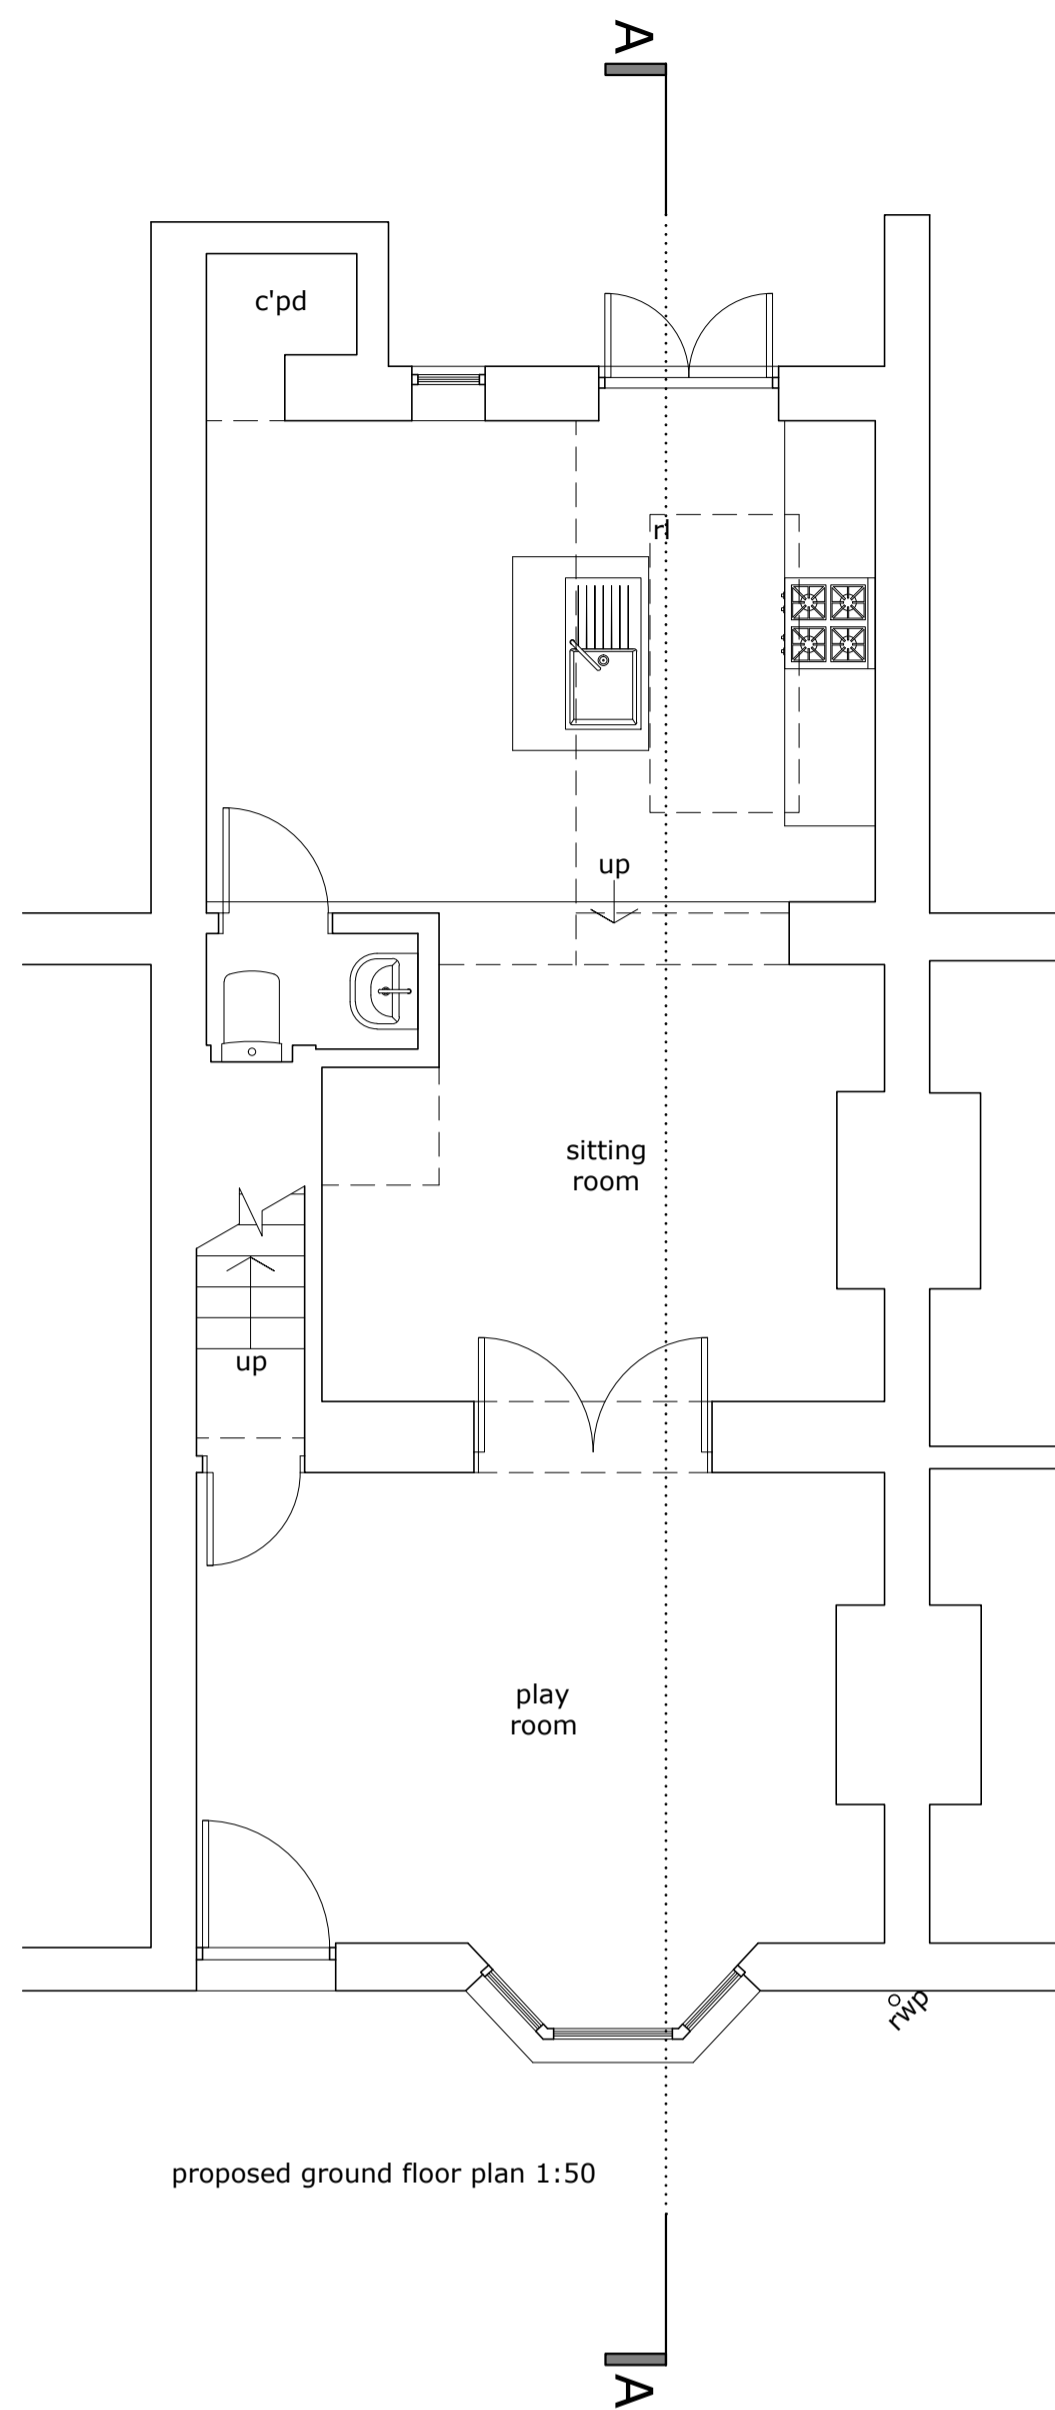 A
c'pd
rl
up
sitting
room
up
play
room
rwp
proposed ground floor plan 1:50
A